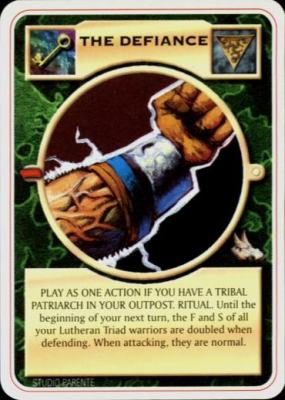 THE DEFIANCE
PLAY AS ONE ACTION IF YOU HAVE A TRIBAL
PATRIARCH IN YOUR OUTPOST. RITUAL. Until the
beginning of your next turn, the F and S of all
your Lutheran Triad warriors are doubled when
defending. When attacking, they are normal.
STUDIO PARENTE